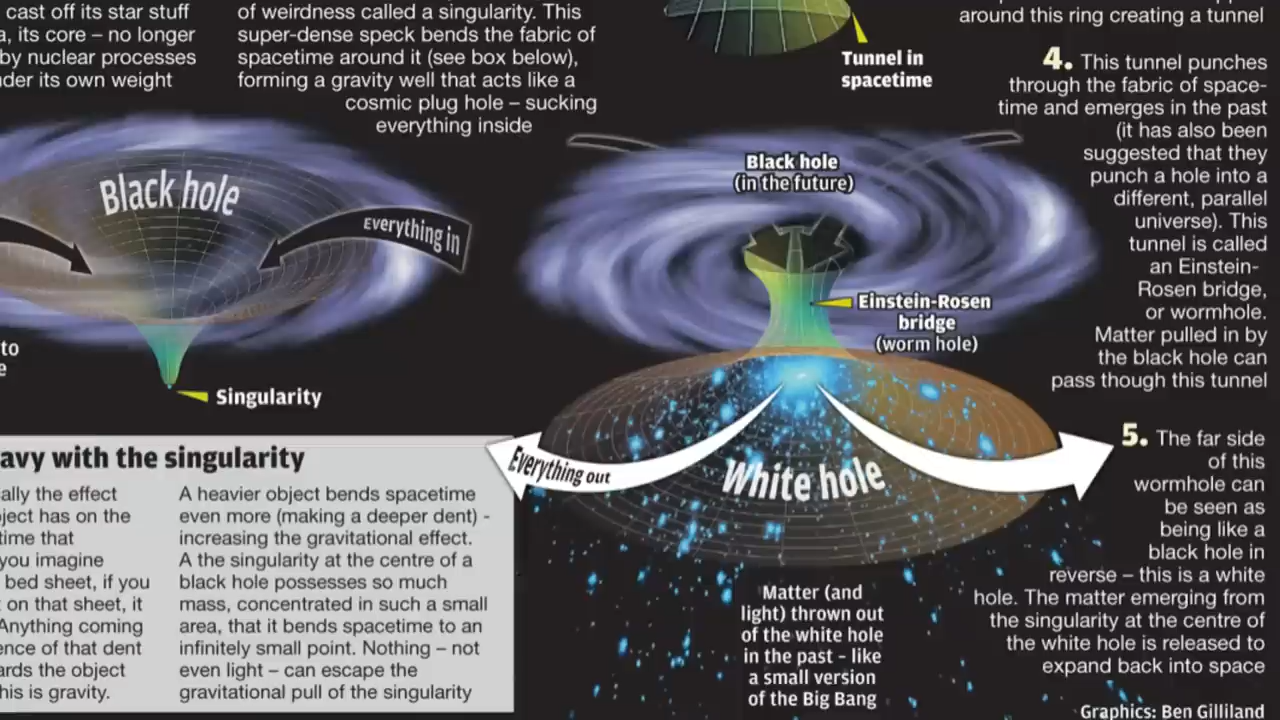 cast off its star stuff
a, its core – no longer
by nuclear processes
der its own weight
of weirdness called a singularity. This
super-dense speck bends the fabric of
spacetime around it (see box below),
forming a gravity well that acts like a
cosmic plug hole – sucking
everything inside
Black hole
Everything in
to
e
Singularity
avy with the singularity
ally the effect
ject has on the
time that
you imagine
bed sheet, if you
t on that sheet, it
Anything coming
ence of that dent
ards the object
his is gravity.
A heavier object bends spacetime
even more (making a deeper dent) -
increasing the gravitational effect.
A the singularity at the centre of a
black hole possesses so much
mass, concentrated in such a small
area, that it bends spacetime to an
infinitely small point. Nothing – not
even light – can escape the
gravitational pull of the singularity
Tunnel in
spacetime
Black hole
(in the future)
Einstein-Rosen
bridge
(worm hole)
Everything out
White hole
Matter (and
light) thrown out
of the white hole
in the past - like
a small version
of the Big Bang
around this ring creating a tunnel
4. This tunnel punches
through the fabric of space-
time and emerges in the past
(it has also been
suggested that they
punch a hole into a
different, parallel
universe). This
tunnel is called
an Einstein-
Rosen bridge,
or wormhole.
Matter pulled in by
the black hole can
pass though this tunnel
5. The far side
of this
wormhole can
be seen as
being like a
black hole in
reverse – this is a white
hole. The matter emerging from
the singularity at the centre of
the white hole is released to
expand back into space
Graphics: Ben Gilliland